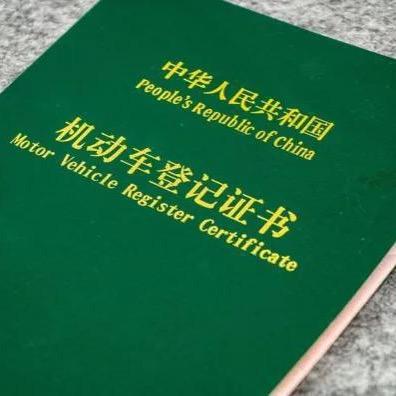 中华人民共和国
People's Republic of China
机动车登记证书
Motor Vehicle Register Certificate